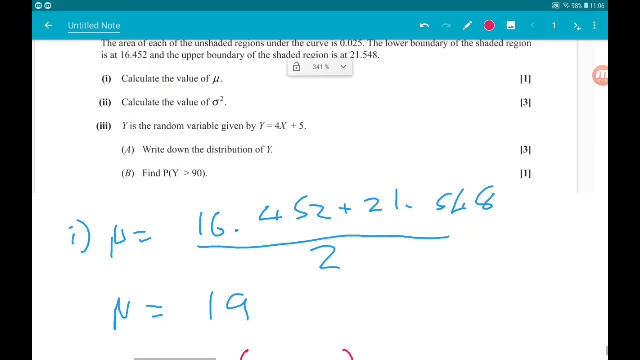 98% 11:06
Untitled Note
1
The area of each of the unshaded regions under the curve is 0.025. The lower boundary of the shaded region
is at 16.452 and the upper boundary of the shaded region is at 21.548.
341 %
(i) Calculate the value of μ. [1]
(ii) Calculate the value of σ². [3]
(iii) Y is the random variable given by Y = 4X + 5.
(A) Write down the distribution of Y. [3]
(B) Find P(Y > 90). [1]
i) μ = 16.452 + 21.548 / 2
μ = 19